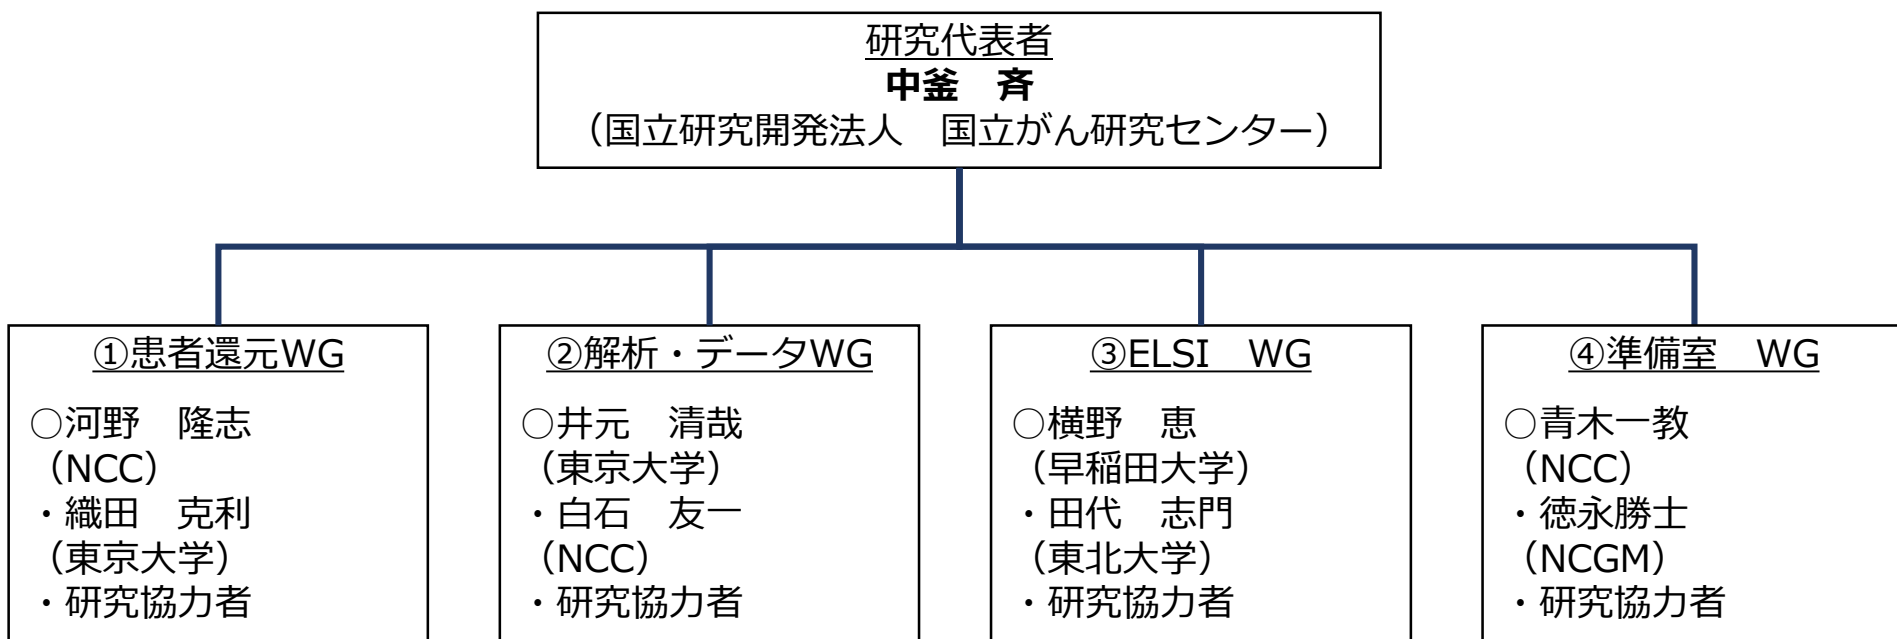 研究代表者
中釜　斉
（国立研究開発法人　国立がん研究センター）
①患者還元WG
○河野　隆志
（NCC）
・織田　克利
（東京大学）
・研究協力者
②解析・データWG
○井元　清哉
（東京大学）
・白石　友一
（NCC）
・研究協力者
③ELSI　WG
○横野　恵
（早稲田大学）
・田代　志門
（東北大学）
・研究協力者
④準備室　WG
○青木一教
（NCC）
・徳永勝士
（NCGM）
・研究協力者